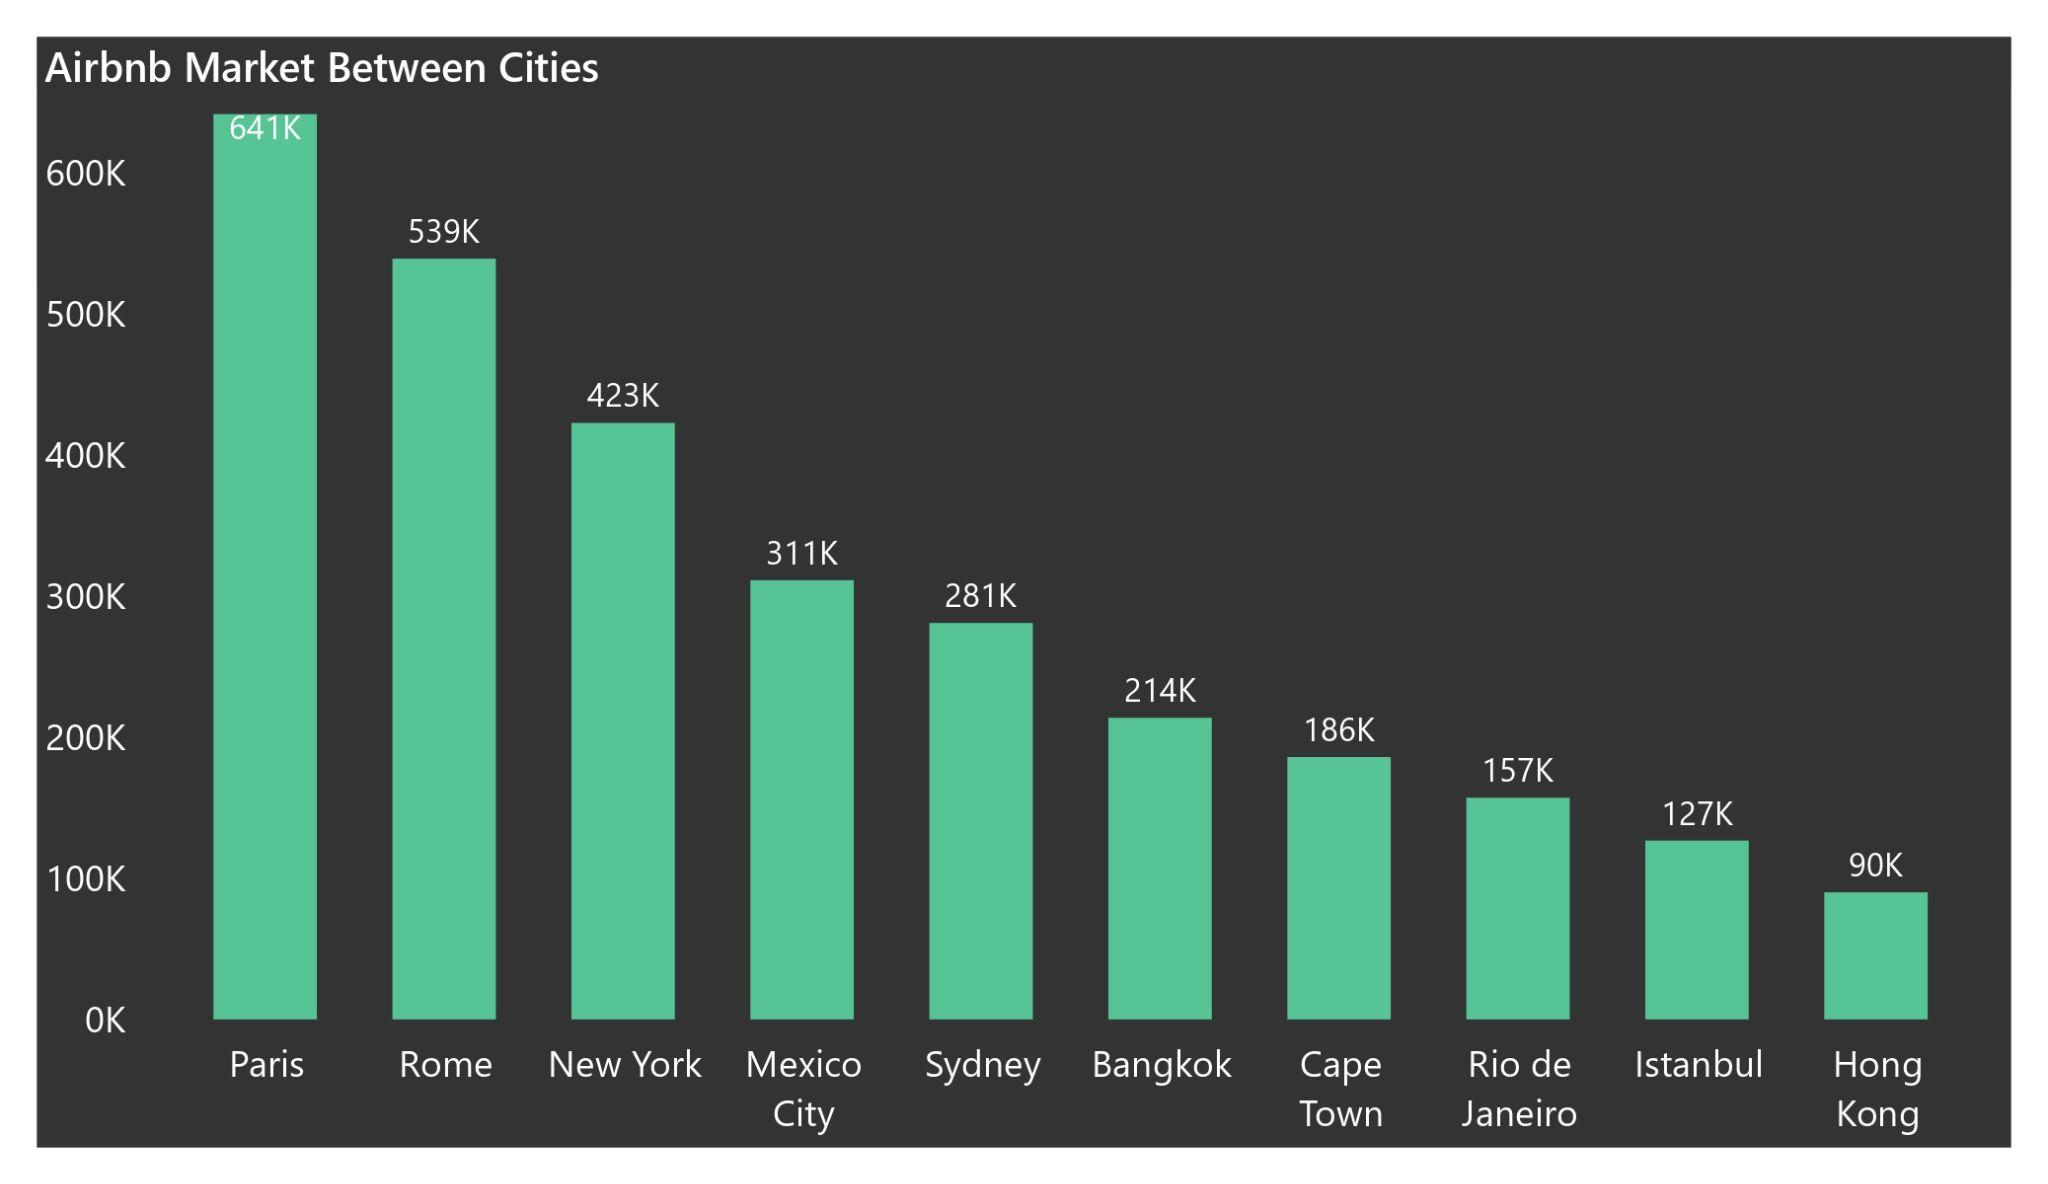 Airbnb Market Between Cities
641K
600K
539K
500K
423K
400K
311K
300K
281K
214K
200K
186K
157K
127K
100K
90K
0K
Paris Rome New York Mexico Sydney Bangkok Cape Rio de Istanbul Hong
City Town Janeiro Kong